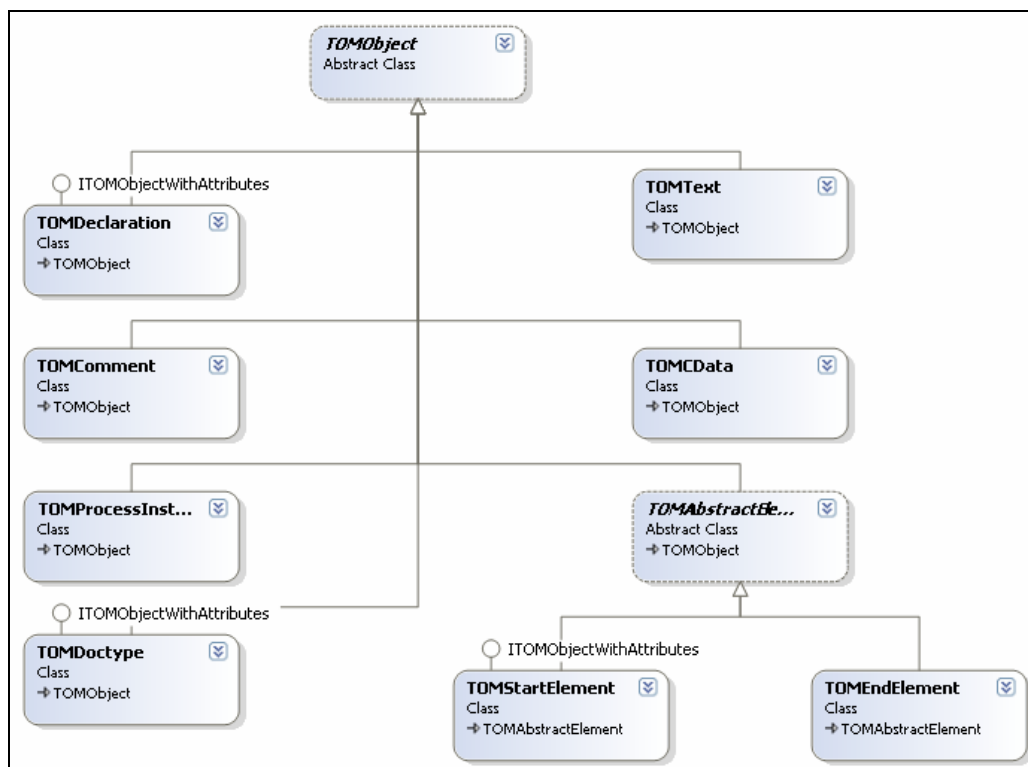 TOMObject
Abstract Class
ITOMObjectWithAttributes
TOMDeclaration
Class
TOMObject
TOMText
Class
TOMObject
TOMComment
Class
TOMObject
TOMCData
Class
TOMObject
TOMProcessInst...
Class
TOMObject
TOMAbstractEle...
Abstract Class
TOMObject
ITOMObjectWithAttributes
TOMDoctype
Class
TOMObject
ITOMObjectWithAttributes
TOMStartElement
Class
TOMAbstractElement
TOMEndElement
Class
TOMAbstractElement